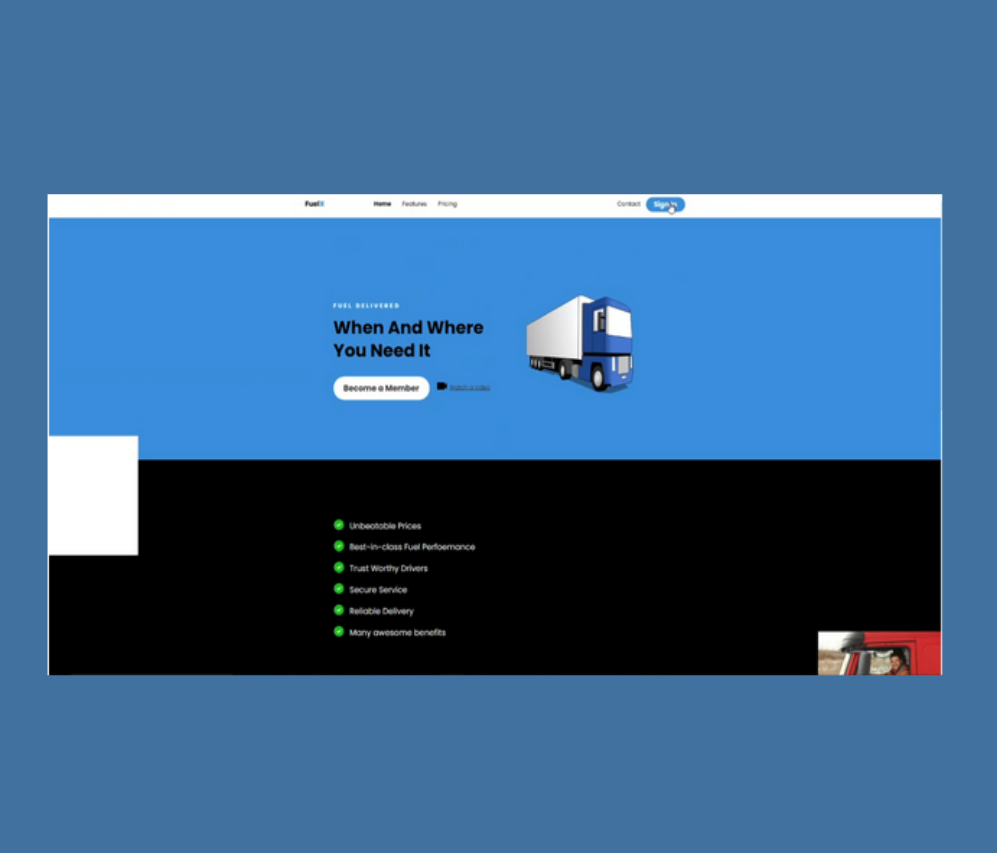 FuelX
Home Features Pricing
Contact Sign In
FUEL DELIVERED
When And Where
You Need It
Become a Member
Watch a video
Unbeatable Prices
Best-in-class Fuel Perfoemance
Trust Worthy Drivers
Secure Service
Reliable Delivery
Many awesome benefits